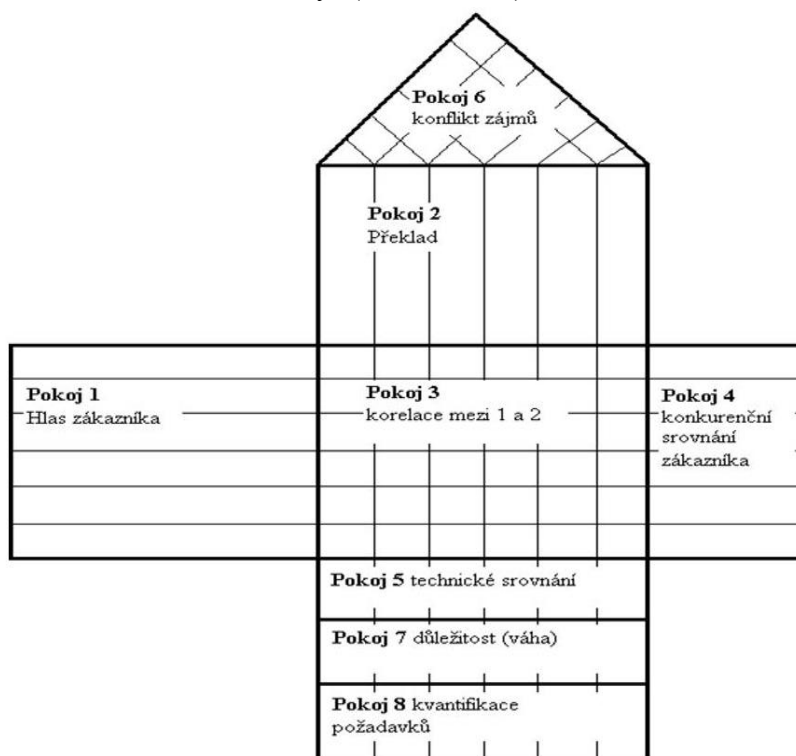 Pokoj 6
konflikt zájmů
Pokoj 2
Překlad
Pokoj 1
Hlas zákazníka
Pokoj 3
korelace mezi 1 a 2
Pokoj 4
konkurenční
srovnání
zákazníka
Pokoj 5 technické srovnání
Pokoj 7 důležitost (váha)
Pokoj 8 kvantifikace
požadavků